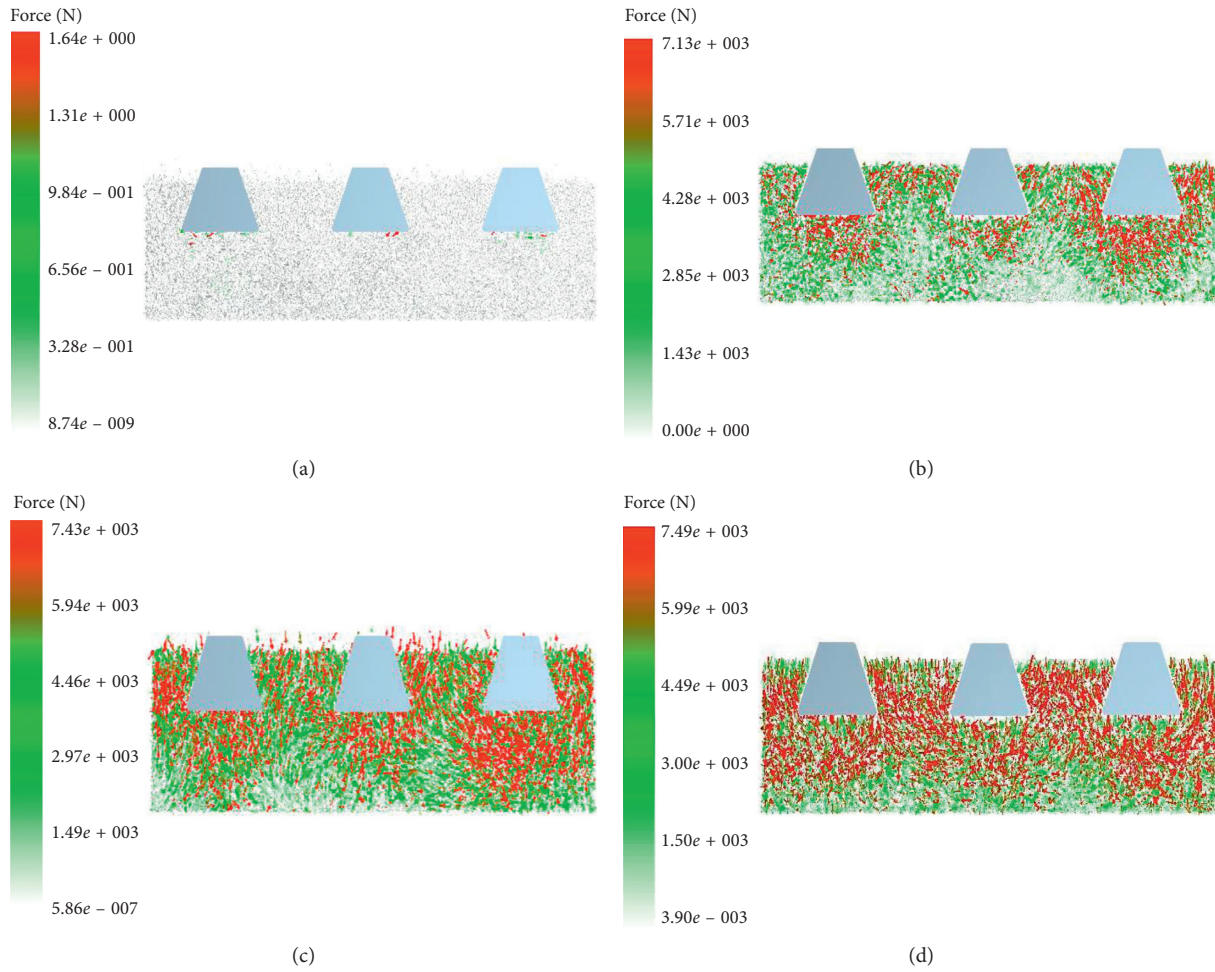 Force (N)
1.64e + 000
1.31e + 000
9.84e – 001
6.56e – 001
3.28e – 001
8.74e – 009
(a)
Force (N)
7.13e + 003
5.71e + 003
4.28e + 003
2.85e + 003
1.43e + 003
0.00e + 000
(b)
Force (N)
7.43e + 003
5.94e + 003
4.46e + 003
2.97e + 003
1.49e + 003
5.86e – 007
(c)
Force (N)
7.49e + 003
5.99e + 003
4.49e + 003
3.00e + 003
1.50e + 003
3.90e – 003
(d)